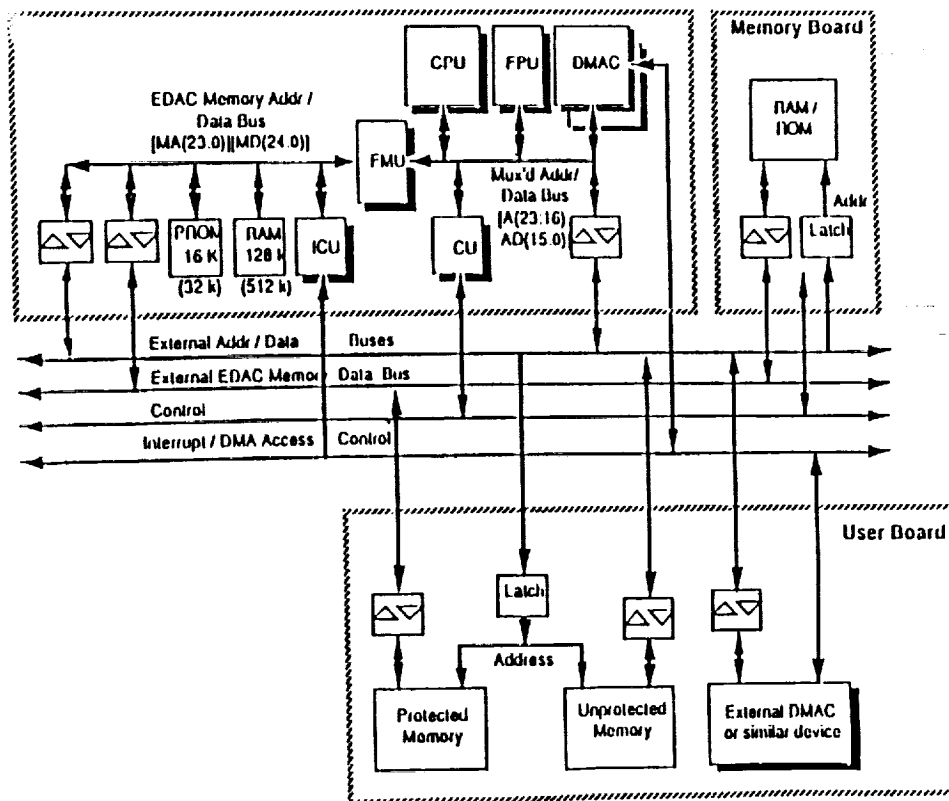 Memory Board
CPU
FPU
DMAC
RAM /
ROM
EDAC Memory Addr /
Data Bus
[MA(23.0)][MD(24.0)]
FMU
Mux'd Addr/
Data Bus
[A(23:16)
AD(15.0)]
Addr
PROM
16 K
(32 k)
RAM
128 k
(512 k)
ICU
CU
Latch
External Addr / Data Buses
External EDAC Memory Data Bus
Control
Interrupt / DMA Access Control
User Board
Latch
Address
Protected
Memory
Unprotected
Memory
External DMAC
or similar device